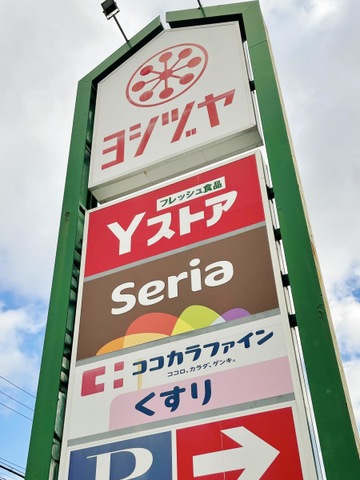 ヨシヅヤ
フレッシュ食品
Yストア
Seria
ココカラファイン
ココロ、カラダ、ゲンキ。
くすり
P